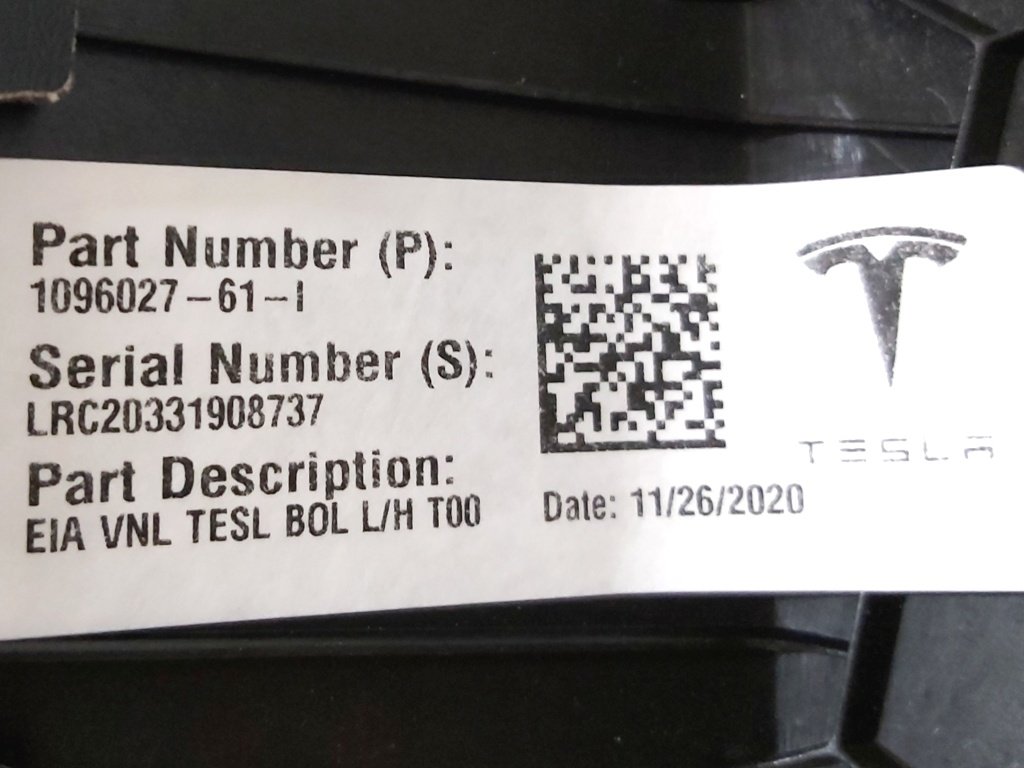 Part Number (P):
1096027-61-I
Serial Number (S):
LRC20331908737
Part Description:
EIA VNL TESL BOL L/H T00
TESLA
Date: 11/26/2020